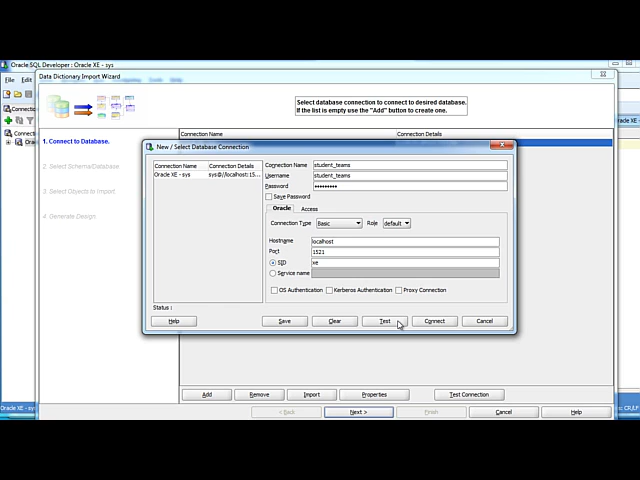 Oracle SQL Developer : Oracle XE - sys
File Edit
Data Dictionary Import Wizard
Select database connection to connect to desired database.
If the list is empty use the "Add" button to create one.
Connection
Oracle XE - sys
1. Connect to Database.
2. Select Schema/Database
3. Select Objects to Import
4. Generate Design
Connection Name Connection Details
New / Select Database Connection
Connection Name Connection Details
Oracle XE - sys sys@//localhost:15...
Connection Name student_teams
Username student_teams
Password •••••••••
Save Password
Oracle Access
Connection Type Basic Role default
Hostname localhost
Port 1521
SID xe
Service name
OS Authentication Kerberos Authentication Proxy Connection
Status :
Help Save Clear Test Connect Cancel
Add Remove Import Properties Test Connection
Oracle XE - sys
< Back Next > Finish Cancel Help
CR/LF